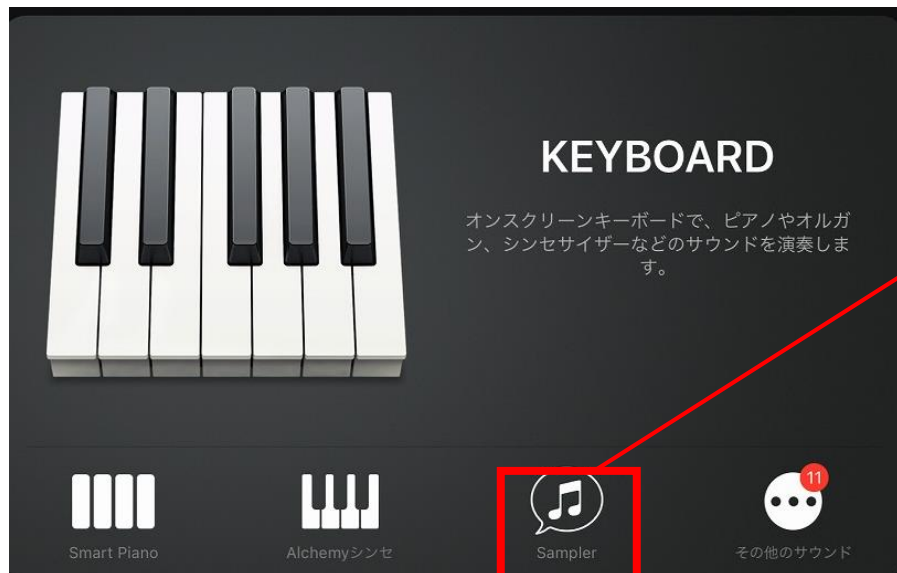 KEYBOARD
オンスクリーンキーボードで、ピアノやオルガ
ン、シンセサイザーなどのサウンドを演奏しま
す。
11
Smart Piano
Alchemyシンセ
Sampler
その他のサウンド